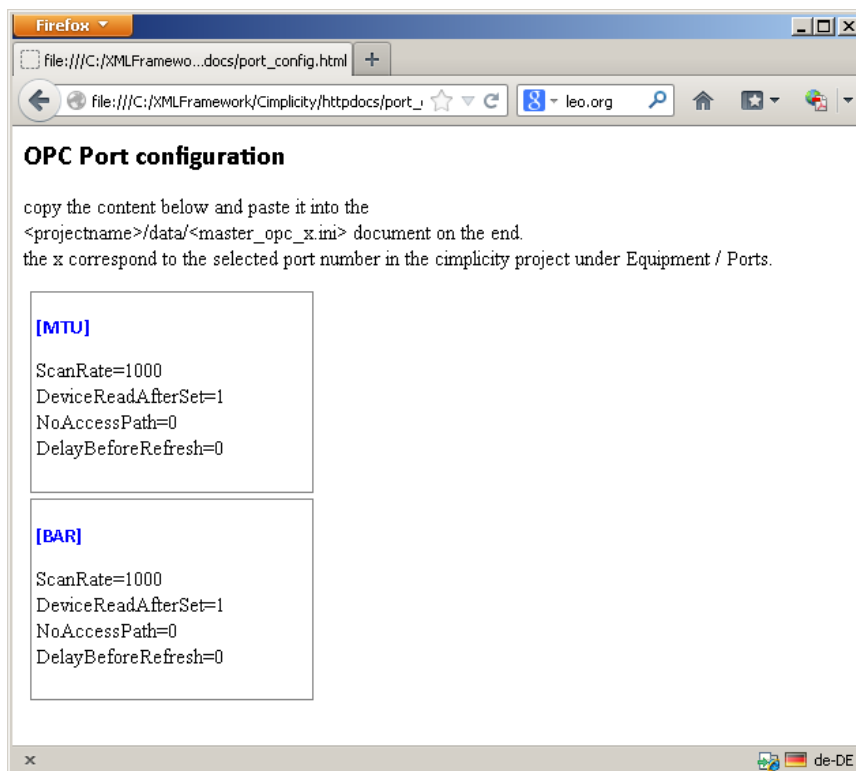 Firefox
file:///C:/XMLFramewo...docs/port_config.html
file:///C:/XMLFramework/Cimplicity/httpdocs/port_
leo.org
OPC Port configuration
copy the content below and paste it into the
<projectname>/data/<master_opc_x.ini> document on the end.
the x correspond to the selected port number in the cimplicity project under Equipment / Ports.
[MTU]
ScanRate=1000
DeviceReadAfterSet=1
NoAccessPath=0
DelayBeforeRefresh=0
[BAR]
ScanRate=1000
DeviceReadAfterSet=1
NoAccessPath=0
DelayBeforeRefresh=0
de-DE